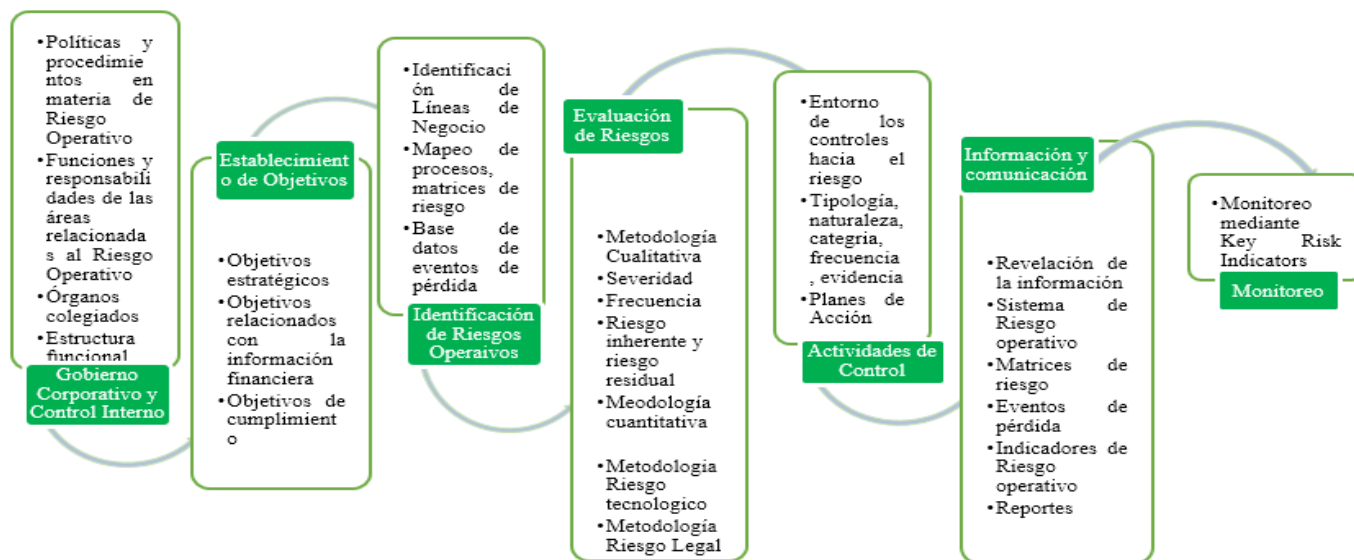 •Políticas y
procedimie
ntos en
materia de
Riesgo
Operativo
•Funciones y
responsabili
dades de las
áreas
relacionada
s al Riesgo
Operativo
•Órganos
colegiados
•Estructura
funcional
Gobierno
Corporativo y
Control Interno
Establecimient
o de Objetivos
•Objetivos
estratégicos
•Objetivos
relacionados
con la
información
financiera
•Objetivos de
cumplimient
o
•Identificaci
ón de
Líneas de
Negocio
•Mapeo de
procesos,
matrices de
riesgo
•Base de
datos de
eventos de
pérdida
Identificación
de Riesgos
Operaivos
Evaluación
de Riesgos
•Metodología
Cualitativa
•Severidad
•Frecuencia
•Riesgo
inherente y
riesgo
residual
•Meodología
cuantitativa
•Metodología
Riesgo
tecnologico
•Metodología
Riesgo Legal
•Entorno
de los
controles
hacia el
riesgo
•Tipología,
naturaleza,
categria,
frecuencia
, evidencia
•Planes de
Acción
Actividades de
Control
Información y
comunicación
•Revelación de
la información
•Sistema de
Riesgo
operativo
•Matrices de
riesgo
•Eventos de
pérdida
•Indicadores de
Riesgo
operativo
•Reportes
•Monitoreo
mediante
Key Risk
Indicators
Monitoreo